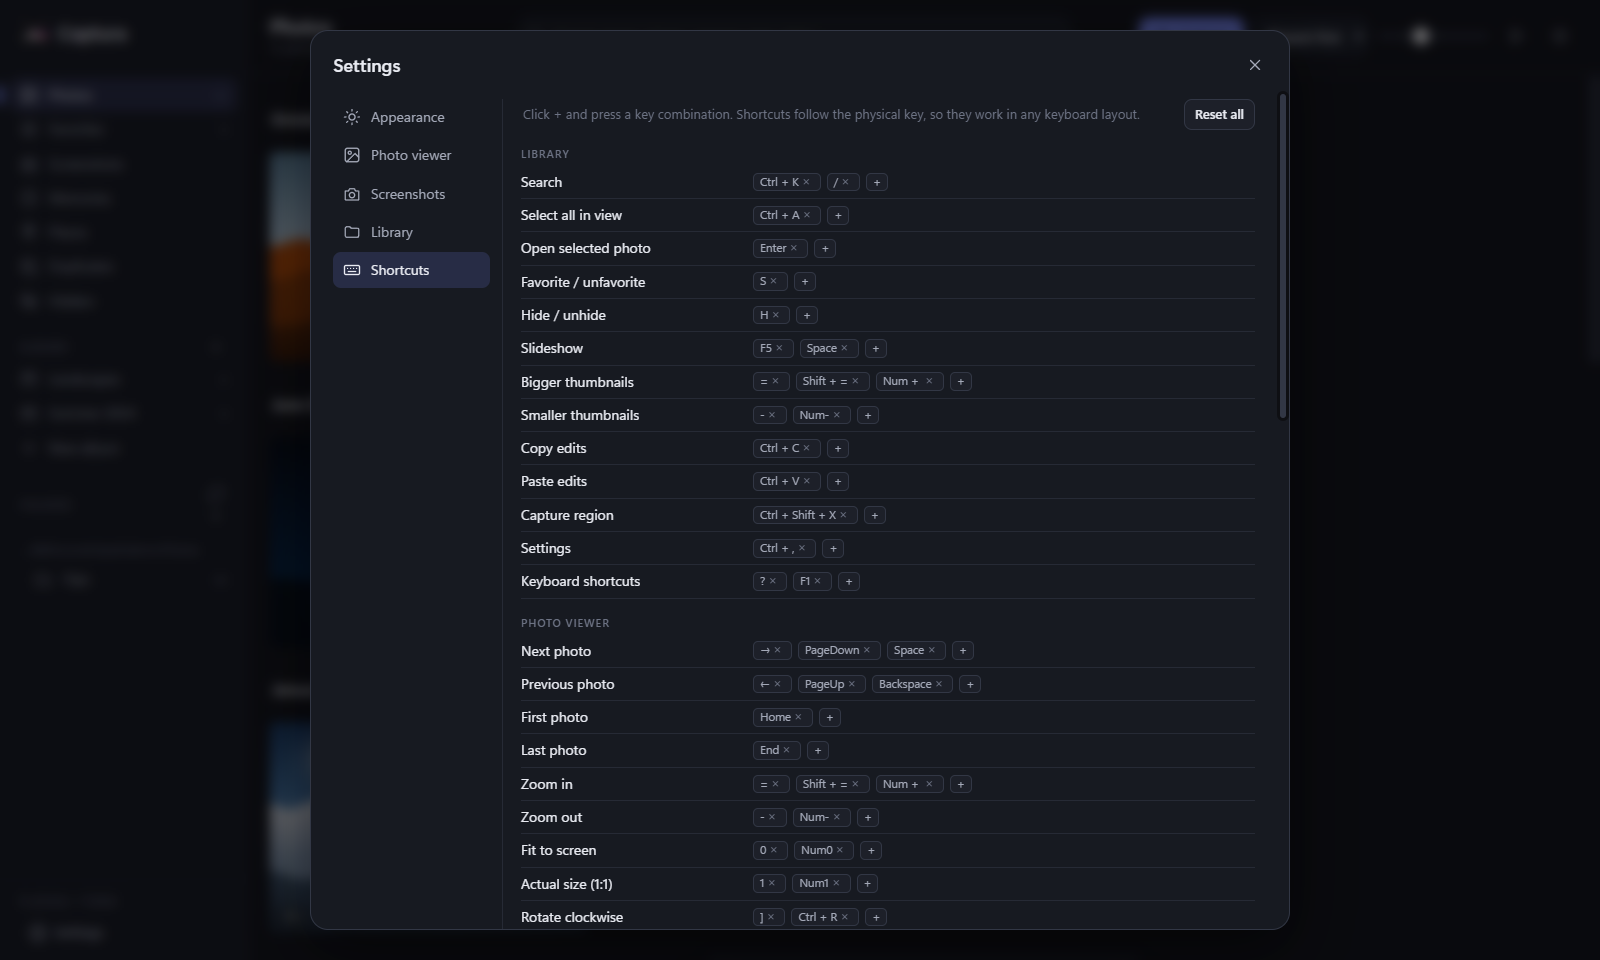 Settings
Appearance
Photo viewer
Screenshots
Library
Shortcuts
Click + and press a key combination. Shortcuts follow the physical key, so they work in any keyboard layout.
Reset all
LIBRARY
Search Ctrl + K × / × +
Select all in view Ctrl + A × +
Open selected photo Enter × +
Favorite / unfavorite S × +
Hide / unhide H × +
Slideshow F5 × Space × +
Bigger thumbnails = × Shift + = × Num + × +
Smaller thumbnails - × Num- × +
Copy edits Ctrl + C × +
Paste edits Ctrl + V × +
Capture region Ctrl + Shift + X × +
Settings Ctrl + , × +
Keyboard shortcuts ? × F1 × +
PHOTO VIEWER
Next photo → × PageDown × Space × +
Previous photo ← × PageUp × Backspace × +
First photo Home × +
Last photo End × +
Zoom in = × Shift + = × Num + × +
Zoom out - × Num- × +
Fit to screen 0 × Num0 × +
Actual size (1:1) 1 × Num1 × +
Rotate clockwise ] × Ctrl + R × +